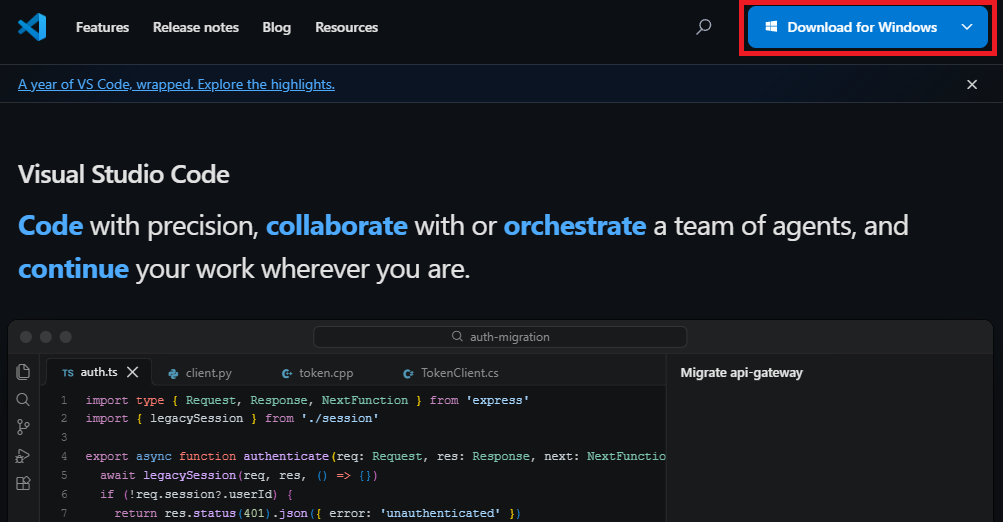 Features Release notes Blog Resources Download for Windows
A year of VS Code, wrapped. Explore the highlights.
Visual Studio Code
Code with precision, collaborate with or orchestrate a team of agents, and
continue your work wherever you are.
auth-migration
TS auth.ts client.py token.cpp TokenClient.cs
Migrate api-gateway
1 import type { Request, Response, NextFunction } from 'express'
2 import { legacySession } from './session'
3
4 export async function authenticate(req: Request, res: Response, next: NextFunctio
5 await legacySession(req, res, () => {})
6 if (!req.session?.userId) {
7 return res.status(401).json({ error: 'unauthenticated' })